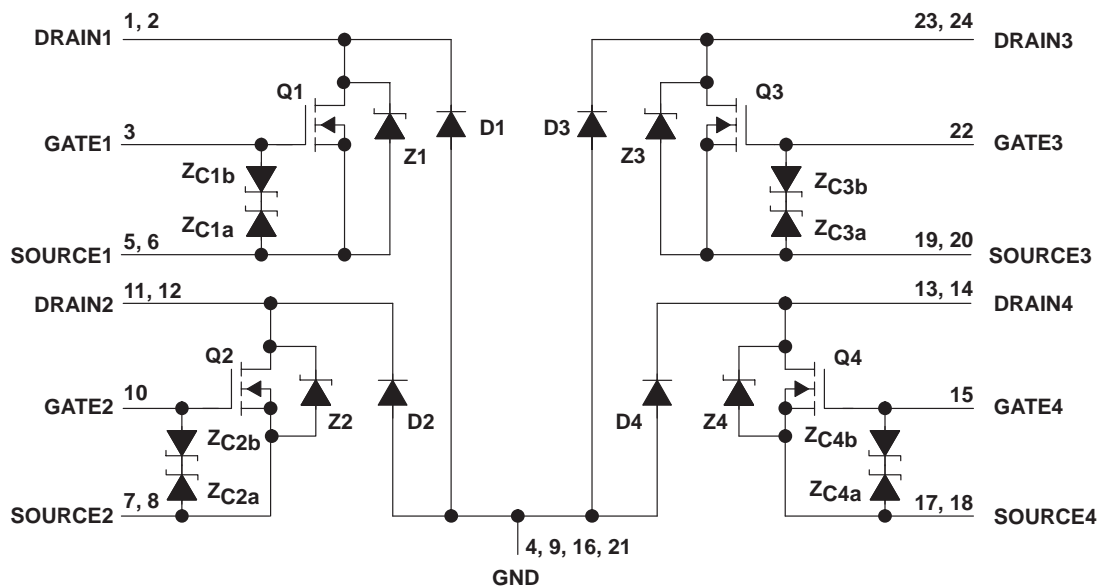 1, 2
DRAIN1
Q1
3
GATE1
Z1
D1
ZC1b
ZC1a
5, 6
SOURCE1
11, 12
DRAIN2
Q2
10
GATE2
Z2
D2
ZC2b
ZC2a
7, 8
SOURCE2
23, 24
DRAIN3
Q3
22
GATE3
D3
Z3
ZC3b
ZC3a
19, 20
SOURCE3
13, 14
DRAIN4
Q4
15
GATE4
D4
Z4
ZC4b
ZC4a
17, 18
SOURCE4
4, 9, 16, 21
GND